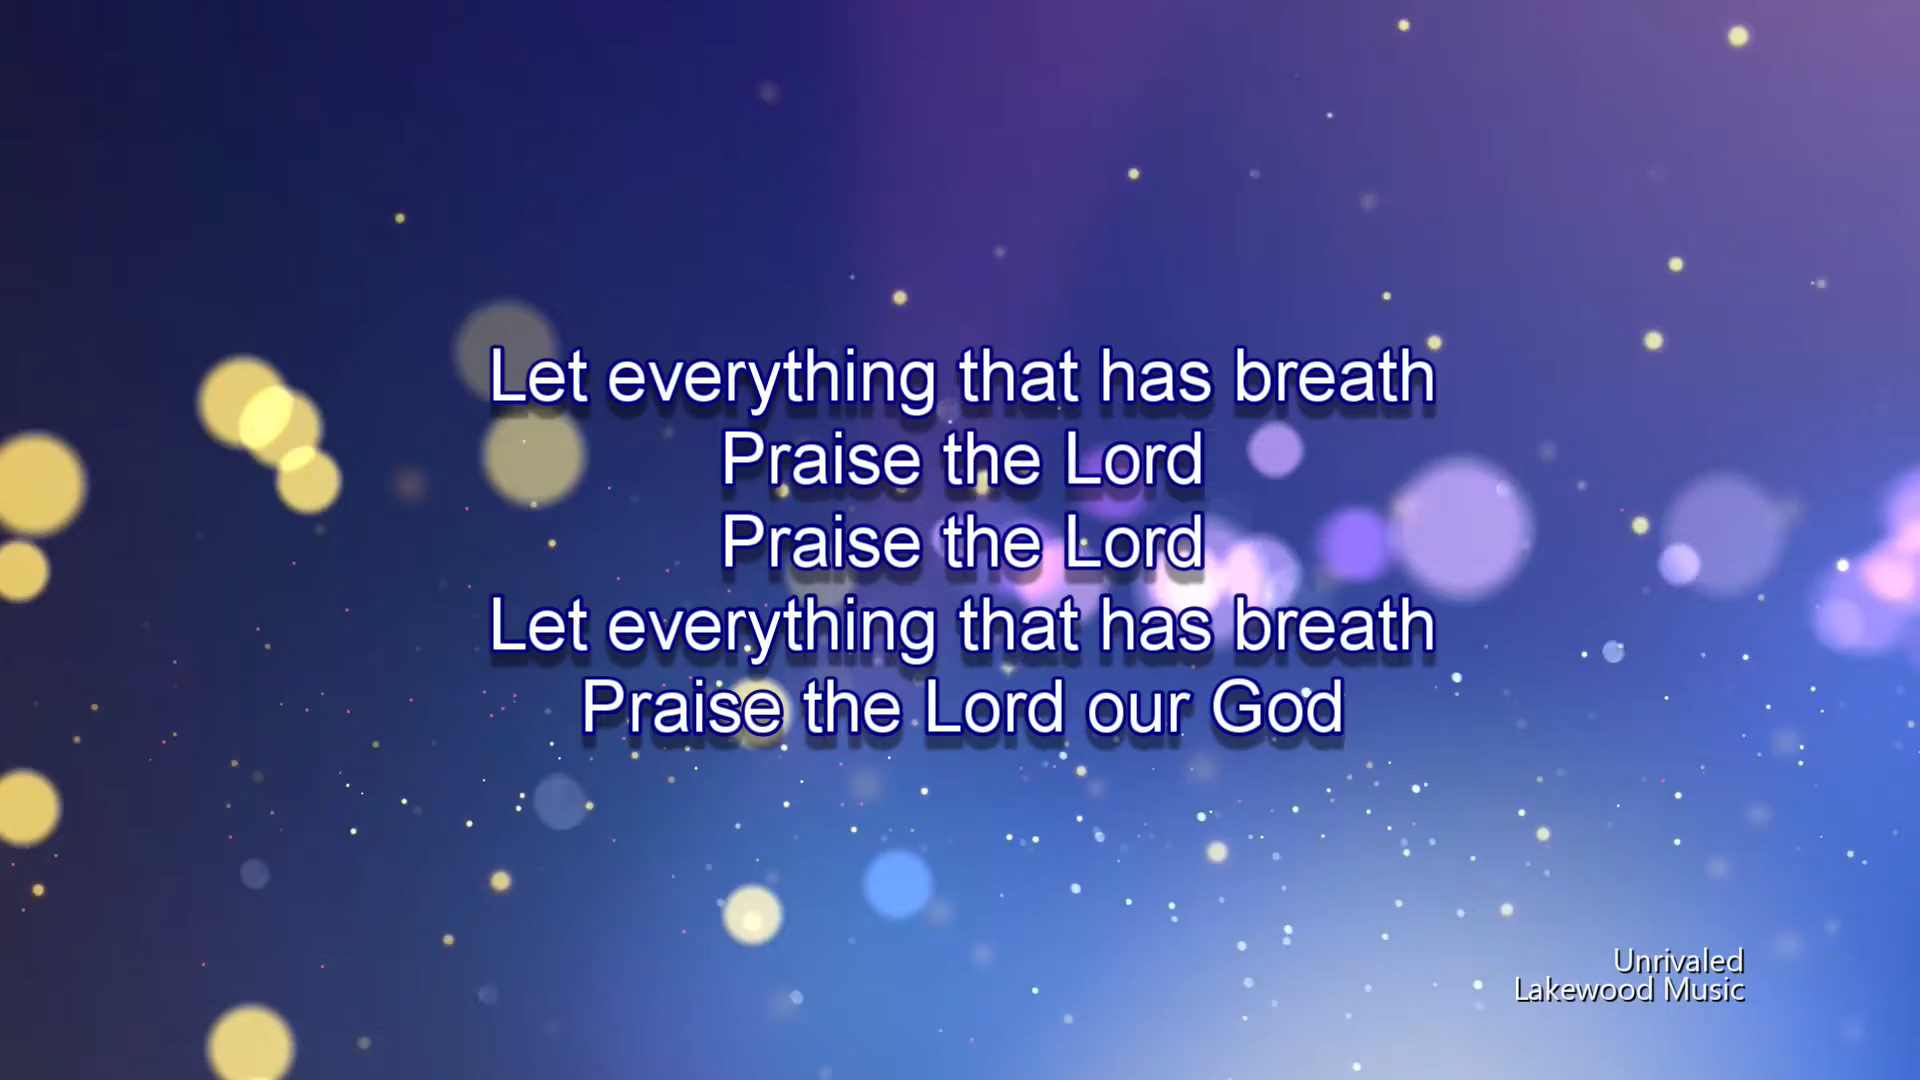 Let everything that has breath
Praise the Lord
Praise the Lord
Let everything that has breath
Praise the Lord our God
Unrivaled
Lakewood Music